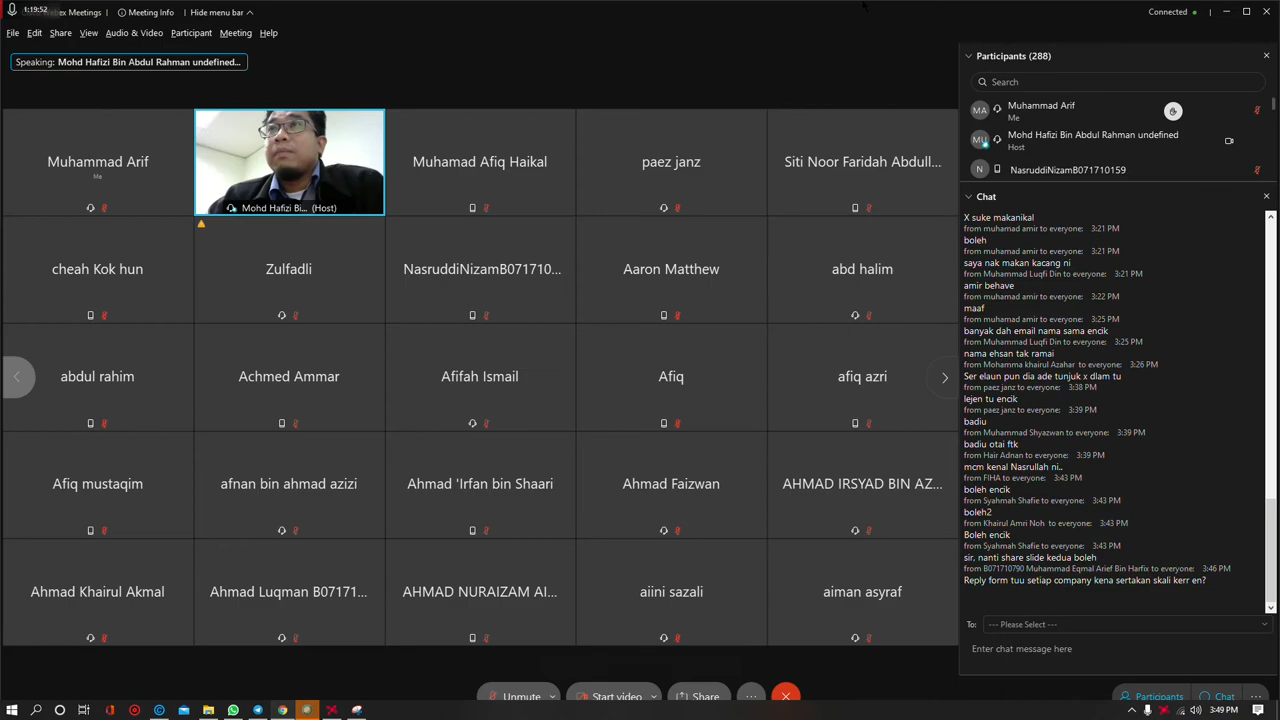 1:19:52
Webex Meetings
Meeting Info
Hide menu bar
Connected
File Edit Share View Audio & Video Participant Meeting Help
Speaking: Mohd Hafizi Bin Abdul Rahman undefined...
Muhammad Arif
Me
Mohd Hafizi Bi... (Host)
Muhamad Afiq Haikal
paez janz
Siti Noor Faridah Abdull...
cheah Kok hun
Zulfadli
NasruddiNizamB071710...
Aaron Matthew
abd halim
abdul rahim
Achmed Ammar
Afifah Ismail
Afiq
afiq azri
Afiq mustaqim
afnan bin ahmad azizi
Ahmad 'Irfan bin Shaari
Ahmad Faizwan
AHMAD IRSYAD BIN AZ...
Ahmad Khairul Akmal
Ahmad Luqman B07171...
AHMAD NURAIZAM AI...
aiini sazali
aiman asyraf
Unmute
Start video
Share
Participants (288)
Search
MA
Muhammad Arif
Me
MU
Mohd Hafizi Bin Abdul Rahman undefined
Host
N
NasruddiNizamB071710159
Chat
X suke makanikal
from muhamad amir to everyone: 3:21 PM
boleh
from muhamad amir to everyone: 3:21 PM
saya nak makan kacang ni
from Muhammad Luqfi Din to everyone: 3:21 PM
amir behave
from muhamad amir to everyone: 3:22 PM
maaf
from muhamad amir to everyone: 3:25 PM
banyak dah email nama sama encik
from Muhammad Luqfi Din to everyone: 3:25 PM
nama ehsan tak ramai
from Mohamma khairul Azahar to everyone: 3:26 PM
Ser elaun pun dia ade tunjuk x dlam tu
from paez janz to everyone: 3:38 PM
lejen tu encik
from paez janz to everyone: 3:39 PM
badiu
from Muhammad Shyazwan to everyone: 3:39 PM
badiu otai ftk
from Hair Adnan to everyone: 3:39 PM
mcm kenal Nasrullah ni..
from FIHA to everyone: 3:43 PM
boleh encik
from Syahmah Shafie to everyone: 3:43 PM
boleh2
from Khairul Amri Noh to everyone: 3:43 PM
Boleh encik
from Syahmah Shafie to everyone: 3:43 PM
sir, nanti share slide kedua boleh
from B071710790 Muhammad Eqmal Arief Bin Harfix to everyone: 3:46 PM
Reply form tuu setiap company kena sertakan skali kerr en?
To: --- Please Select ---
Enter chat message here
Participants
Chat
3:49 PM